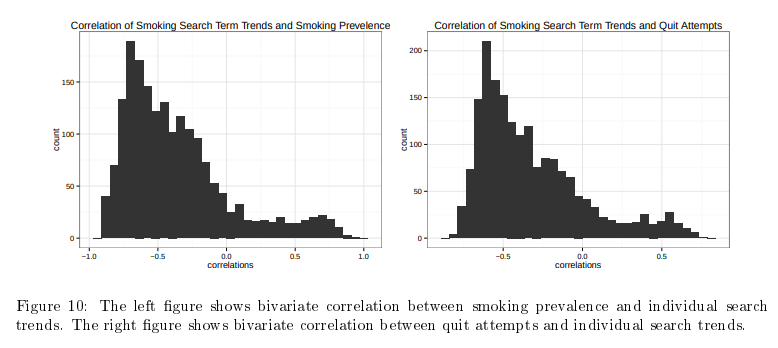 Correlation of Smoking Search Term Trends and Smoking Prevelence
Correlation of Smoking Search Term Trends and Quit Attempts
150
100
50
0
count
−1.0 −0.5 0.0 0.5 1.0
correlations
200
150
100
50
0
count
−0.5 0.0 0.5
correlations
Figure 10: The left figure shows bivariate correlation between smoking prevalence and individual search
trends. The right figure shows bivariate correlation between quit attempts and individual search trends.